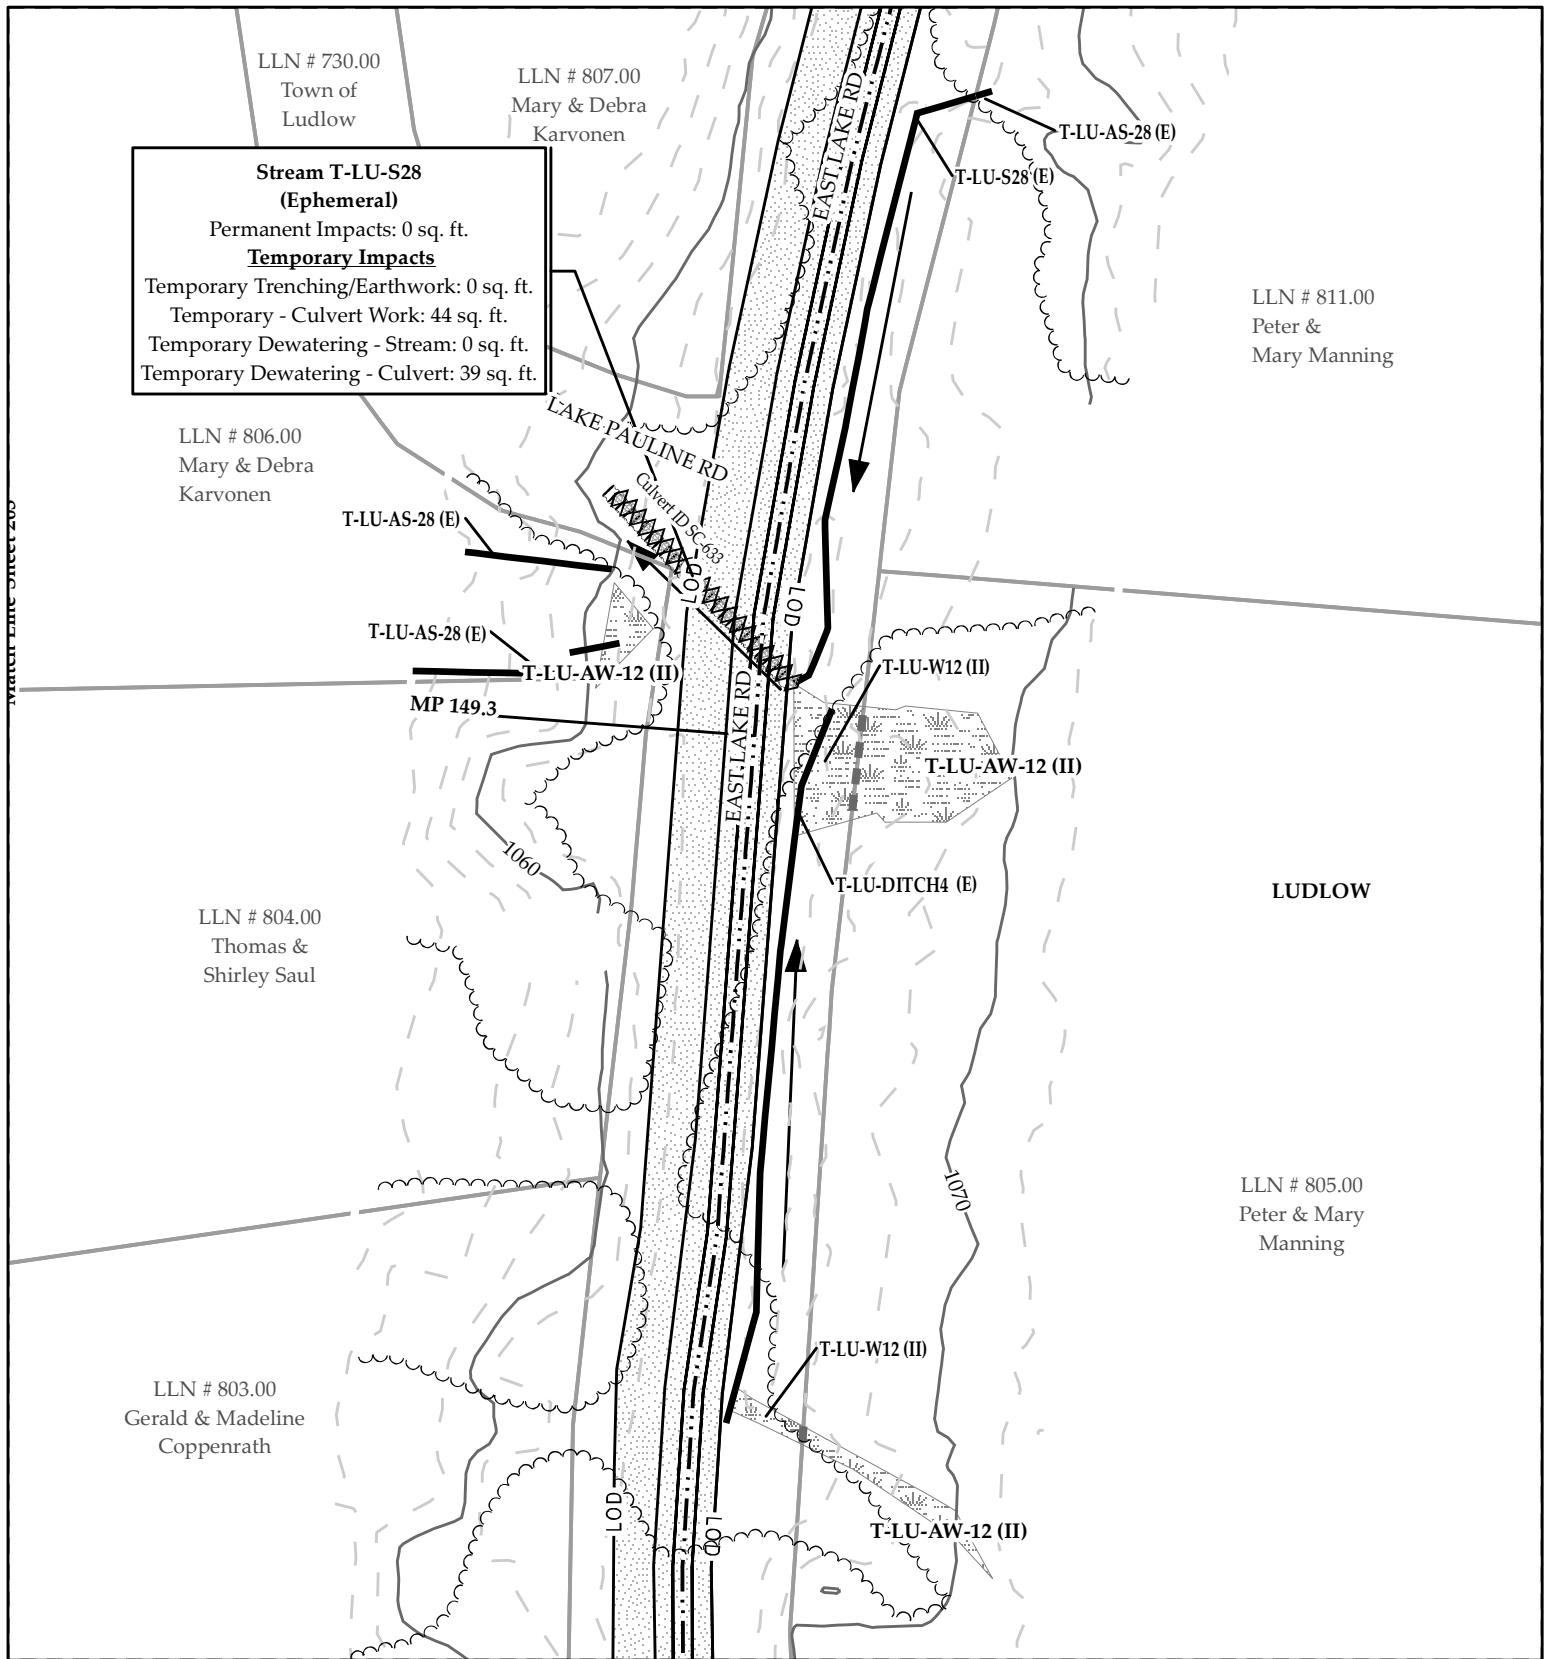 LLN # 730.00
Town of
Ludlow
LLN # 807.00
Mary & Debra
Karvonen
EAST LAKE RD
T-LU-AS-28 (E)
T-LU-S28 (E)
Stream T-LU-S28
(Ephemeral)
Permanent Impacts: 0 sq. ft.
Temporary Impacts
Temporary Trenching/Earthwork: 0 sq. ft.
Temporary - Culvert Work: 44 sq. ft.
Temporary Dewatering - Stream: 0 sq. ft.
Temporary Dewatering - Culvert: 39 sq. ft.
LLN # 811.00
Peter &
Mary Manning
LAKE PAULINE RD
LLN # 806.00
Mary & Debra
Karvonen
Culvert ID SC-633
T-LU-AS-28 (E)
Match Line Sheet 263
LOD
LOD
T-LU-AS-28 (E)
T-LU-AW-12 (II)
T-LU-W12 (II)
MP 149.3
EAST LAKE RD
T-LU-AW-12 (II)
1060
T-LU-DITCH4 (E)
LUDLOW
LLN # 804.00
Thomas &
Shirley Saul
1070
LLN # 805.00
Peter & Mary
Manning
T-LU-W12 (II)
LLN # 803.00
Gerald & Madeline
Coppenrath
LOD
LOD
T-LU-AW-12 (II)